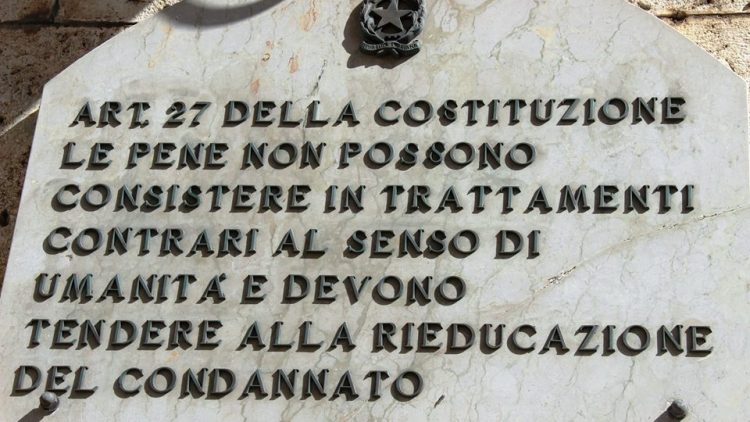 ART. 27 DELLA COSTITUZIONE
LE PENE NON POSSONO
CONSISTERE IN TRATTAMENTI
CONTRARI AL SENSO DI
UMANITÁ E DEVONO
TENDERE ALLA RIEDUCAZIONE
DEL CONDANNATO